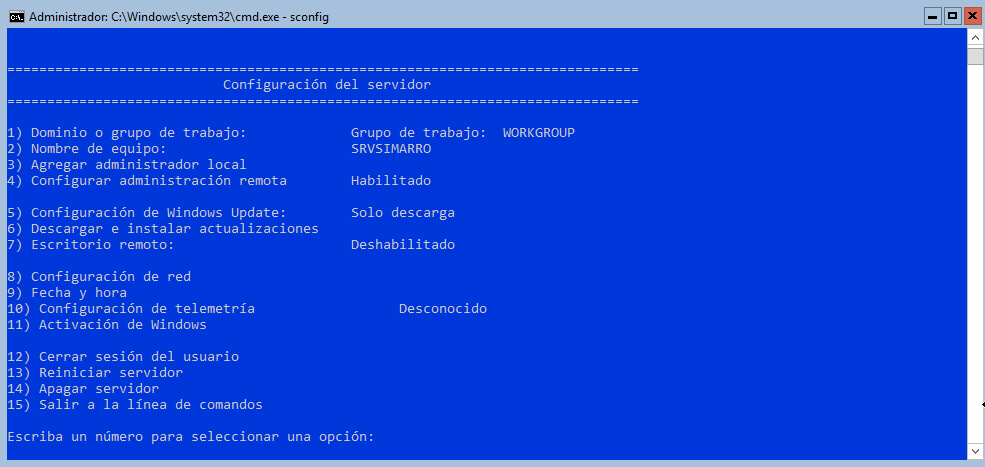 Administrador: C:\Windows\system32\cmd.exe - sconfig
===============================================================================
Configuración del servidor
===============================================================================
1) Dominio o grupo de trabajo: Grupo de trabajo: WORKGROUP
2) Nombre de equipo: SRVSIMARRO
3) Agregar administrador local
4) Configurar administración remota Habilitado
5) Configuración de Windows Update: Solo descarga
6) Descargar e instalar actualizaciones
7) Escritorio remoto: Deshabilitado
8) Configuración de red
9) Fecha y hora
10) Configuración de telemetría Desconocido
11) Activación de Windows
12) Cerrar sesión del usuario
13) Reiniciar servidor
14) Apagar servidor
15) Salir a la línea de comandos
Escriba un número para seleccionar una opción: